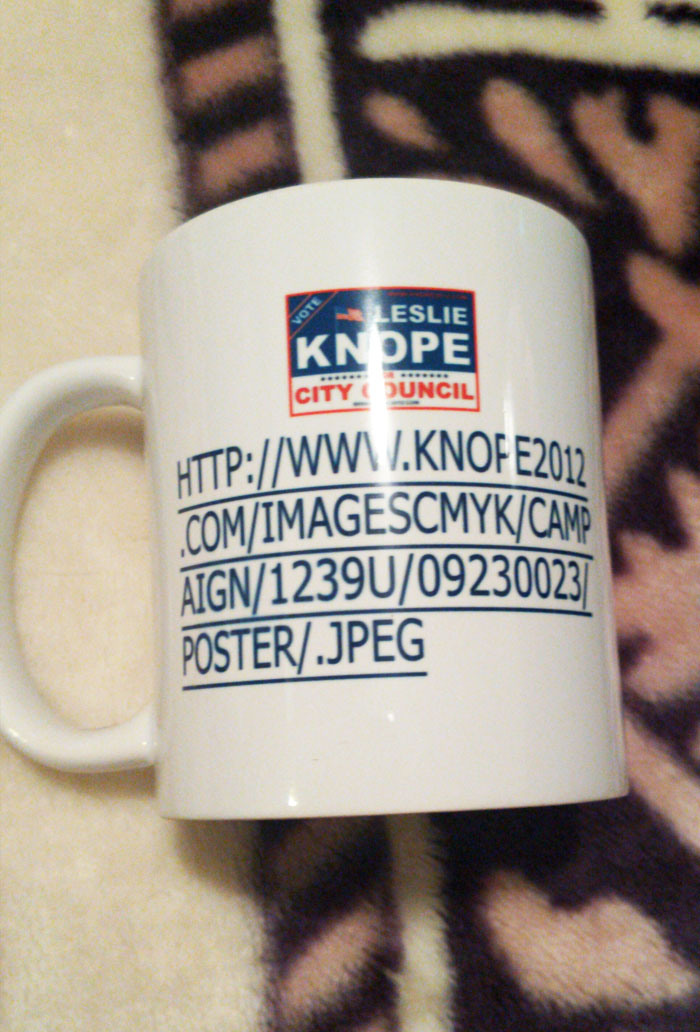 VOTE
LESLIE
KNOPE
CITY COUNCIL
HTTP://WWW.KNOPE2012
.COM/IMAGESCMYK/CAMP
AIGN/1239U/09230023/
POSTER/.JPEG